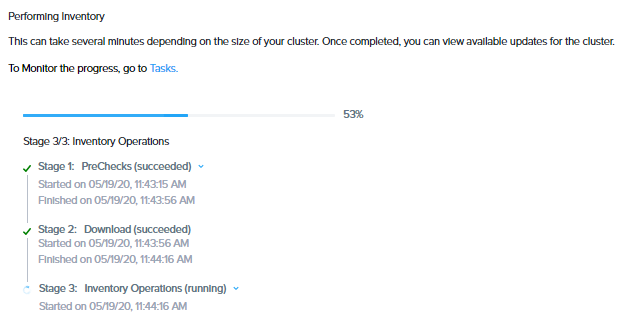 Performing Inventory
This can take several minutes depending on the size of your cluster. Once completed, you can view available updates for the cluster.
To Monitor the progress, go to Tasks.
53%
Stage 3/3: Inventory Operations
Stage 1: PreChecks (succeeded)
Started on 05/19/20, 11:43:15 AM
Finished on 05/19/20, 11:43:56 AM
Stage 2: Download (succeeded)
Started on 05/19/20, 11:43:56 AM
Finished on 05/19/20, 11:44:16 AM
Stage 3: Inventory Operations (running)
Started on 05/19/20, 11:44:16 AM